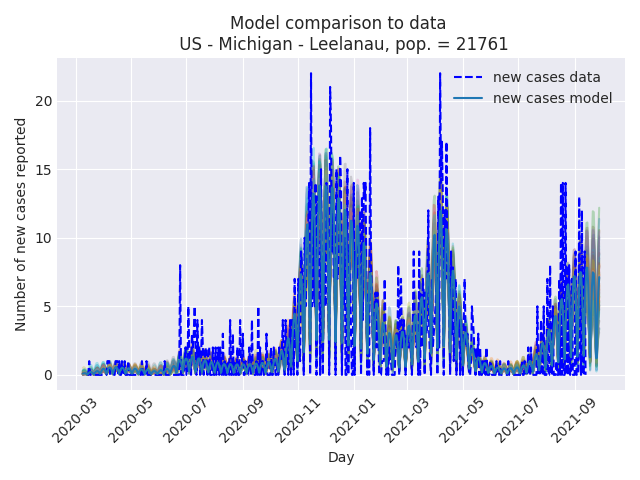 Model comparison to data
US - Michigan - Leelanau, pop. = 21761
new cases data
new cases model
Number of new cases reported
20
15
10
5
0
2020-03
2020-05
2020-07
2020-09
2020-11
2021-01
2021-03
2021-05
2021-07
2021-09
Day